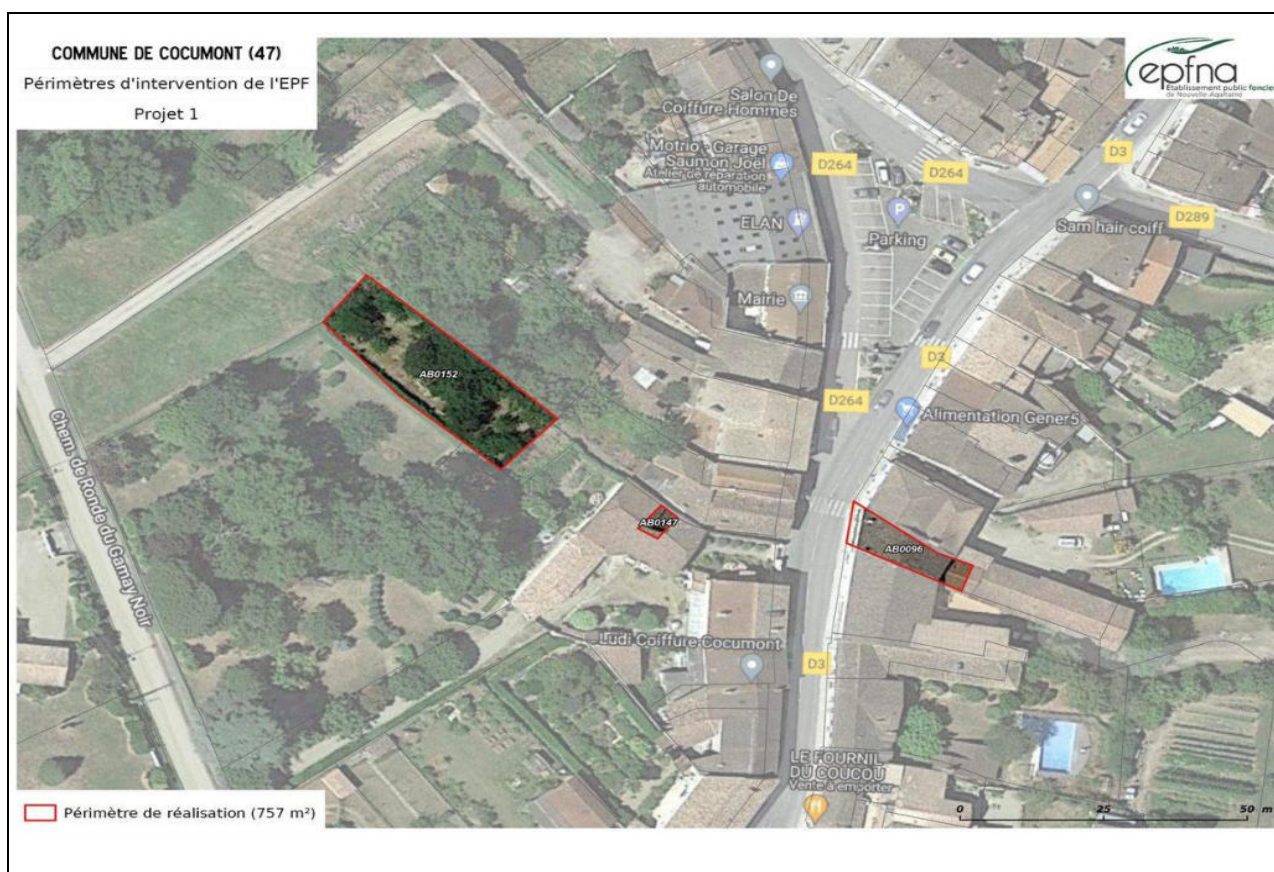 COMMUNE DE COCUMONT (47)
Périmètres d'intervention de l'EPF
Projet 1
epfna
Établissement public foncier
de Nouvelle-Aquitaine
Salon De
Coiffure Hommes
Motrio - Garage
Saumon Joël
Atelier de réparation
automobile
D264
D264
D3
D289
ELAN
Parking
Sam hair coiff
Mairie
D3
AB0152
D264
Alimentation Gener5
Chem. de Ronde du Gamay Noir
AB0147
AB0096
Ludi Coiffure Cocumont
D3
LE FOURNIL
DU COUCOU
Vente à emporter
Périmètre de réalisation (757 m²)
0 25 50 m